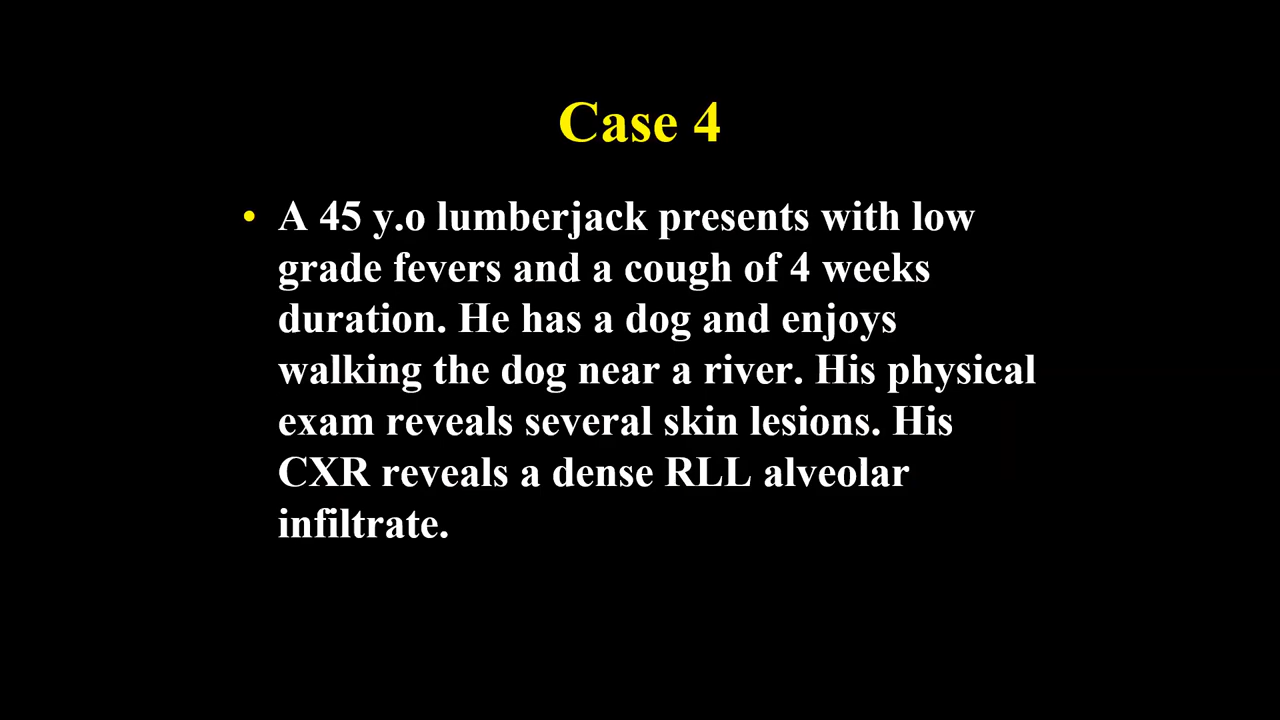 Case 4
• A 45 y.o lumberjack presents with low
grade fevers and a cough of 4 weeks
duration. He has a dog and enjoys
walking the dog near a river. His physical
exam reveals several skin lesions. His
CXR reveals a dense RLL alveolar
infiltrate.